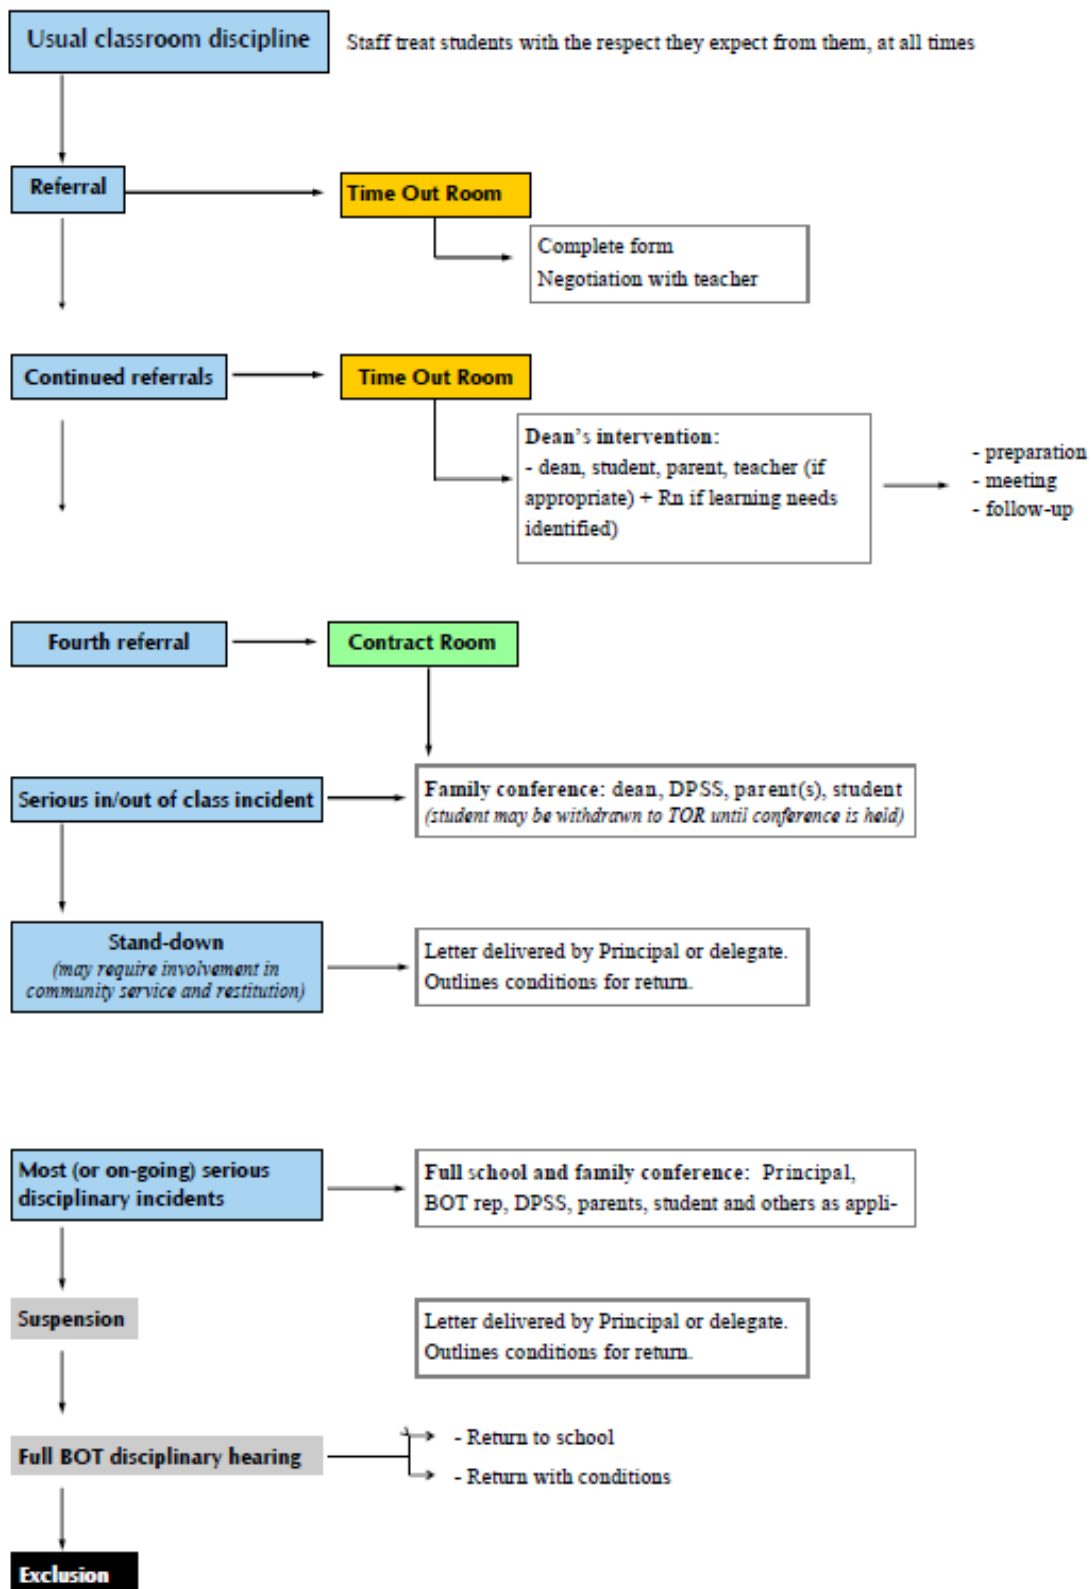 Usual classroom discipline
Staff treat students with the respect they expect from them, at all times
Referral
Time Out Room
Complete form
Negotiation with teacher
Continued referrals
Time Out Room
Dean's intervention:
- dean, student, parent, teacher (if
appropriate) + Rn if learning needs
identified)
- preparation
- meeting
- follow-up
Fourth referral
Contract Room
Serious in/out of class incident
Family conference: dean, DPSS, parent(s), student
(student may be withdrawn to TOR until conference is held)
Stand-down
(may require involvement in
community service and restitution)
Letter delivered by Principal or delegate.
Outlines conditions for return.
Most (or on-going) serious
disciplinary incidents
Full school and family conference: Principal,
BOT rep, DPSS, parents, student and others as appli-
Suspension
Letter delivered by Principal or delegate.
Outlines conditions for return.
Full BOT disciplinary hearing
- Return to school
- Return with conditions
Exclusion